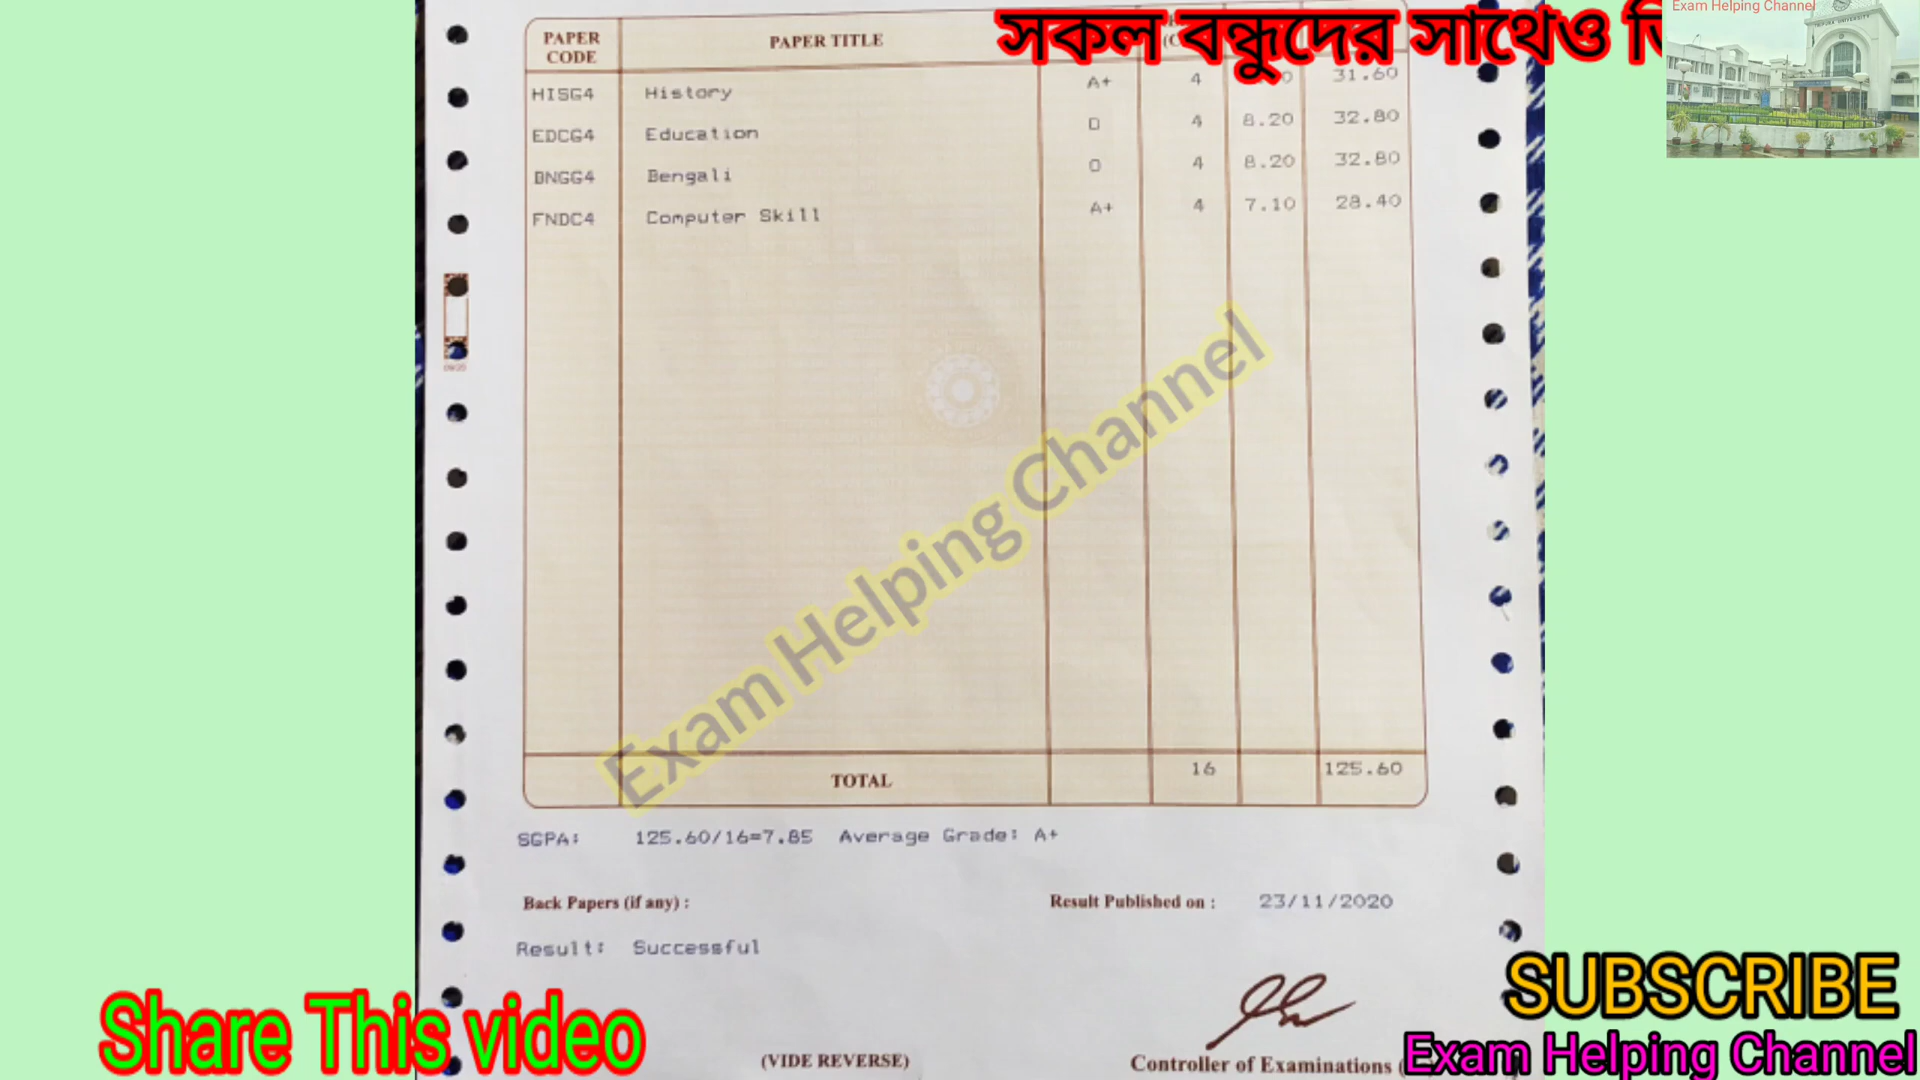 সকল বন্ধুদের সাথেও
Exam Helping Channel
TRIPURA UNIVERSITY
PAPER CODE PAPER TITLE
HISG4 History A+ 4 31.60
EDCG4 Education O 4 8.20 32.80
BNGG4 Bengali O 4 8.20 32.80
FNDC4 Computer Skill A+ 4 7.10 28.40
Exam Helping Channel
TOTAL 16 125.60
SGPA: 125.60/16=7.85 Average Grade: A+
Back Papers (if any) : Result Published on : 23/11/2020
Result: Successful
(VIDE REVERSE) Controller of Examinations
Share This video
SUBSCRIBE
Exam Helping Channel